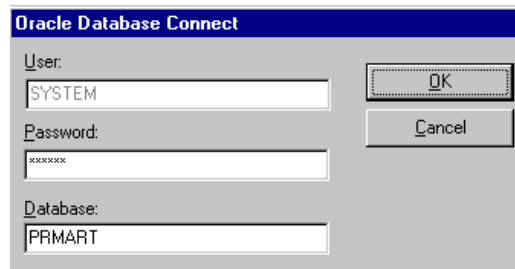 Oracle Database Connect
User:
SYSTEM
OK
Password:
Cancel
******
Database:
PRMART